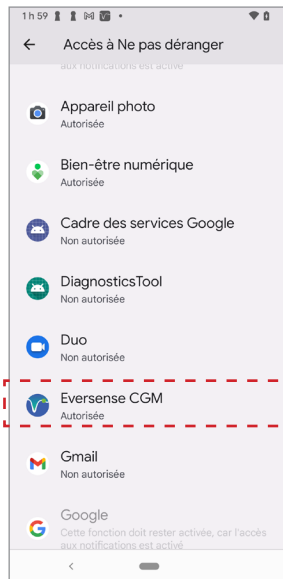 1 h 59
Accès à Ne pas déranger
aux notifications est activé
Appareil photo
Autorisée
Bien-être numérique
Autorisée
Cadre des services Google
Non autorisée
DiagnosticsTool
Non autorisée
Duo
Non autorisée
Eversense CGM
Autorisée
Gmail
Non autorisée
Google
Cette fonction doit rester activée, car l'accès
aux notifications est activé